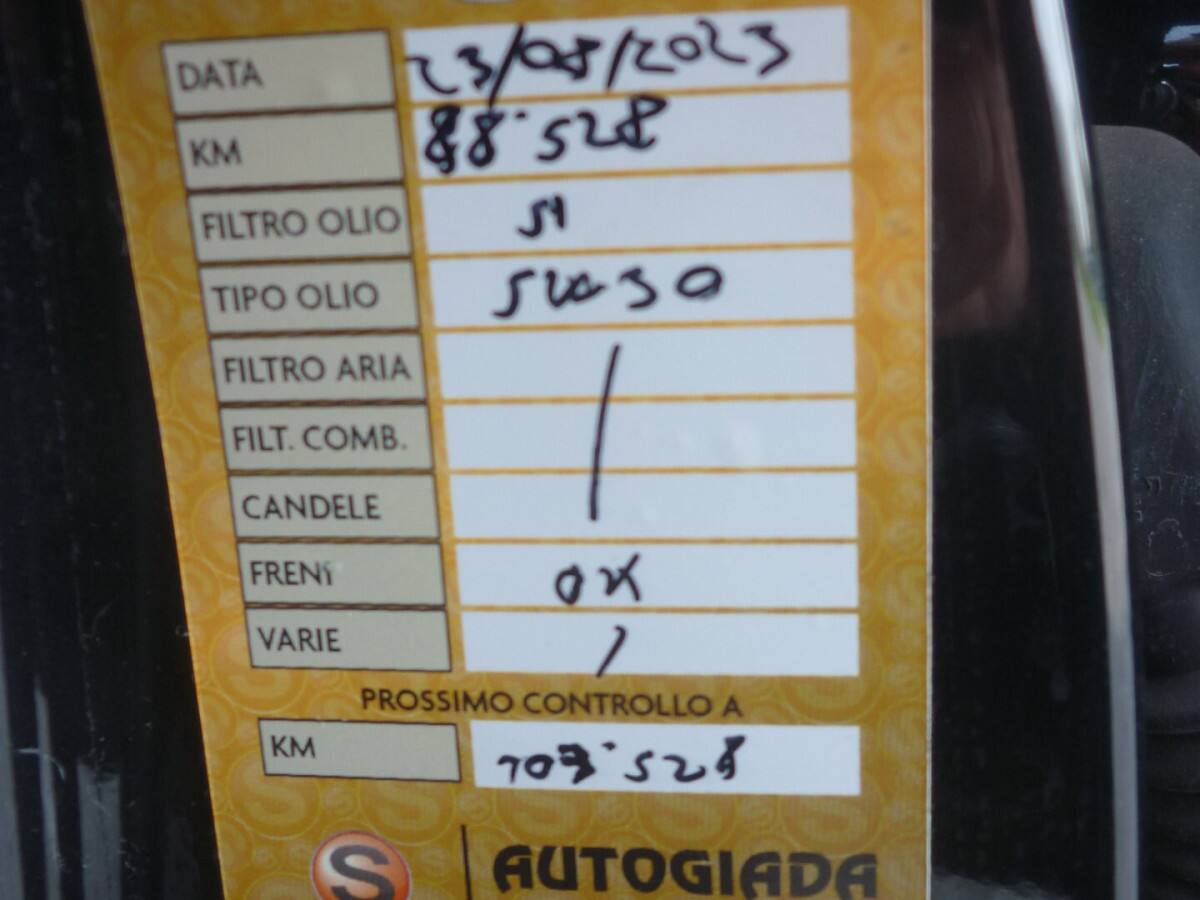 DATA 23/08/2023
KM 88·528
FILTRO OLIO SI
TIPO OLIO 5W30
FILTRO ARIA
FILT. COMB.
CANDELE
FRENI OK
VARIE /
PROSSIMO CONTROLLO A
KM 103·528
S AUTOGIADA